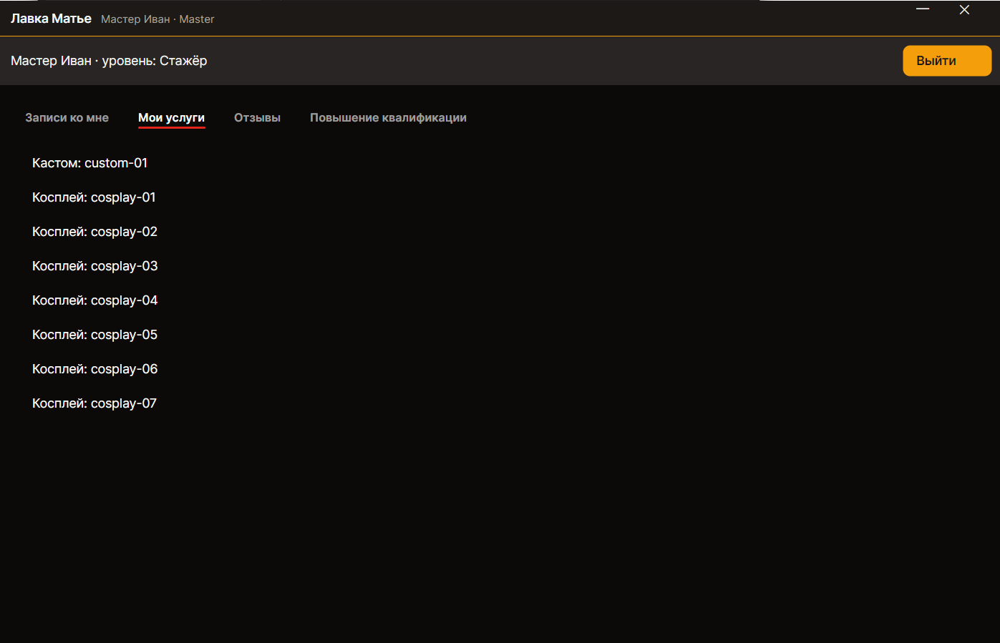 Лавка Матье Мастер Иван · Master
Мастер Иван · уровень: Стажёр
Выйти
Записи ко мне Мои услуги Отзывы Повышение квалификации
Кастом: custom-01
Косплей: cosplay-01
Косплей: cosplay-02
Косплей: cosplay-03
Косплей: cosplay-04
Косплей: cosplay-05
Косплей: cosplay-06
Косплей: cosplay-07